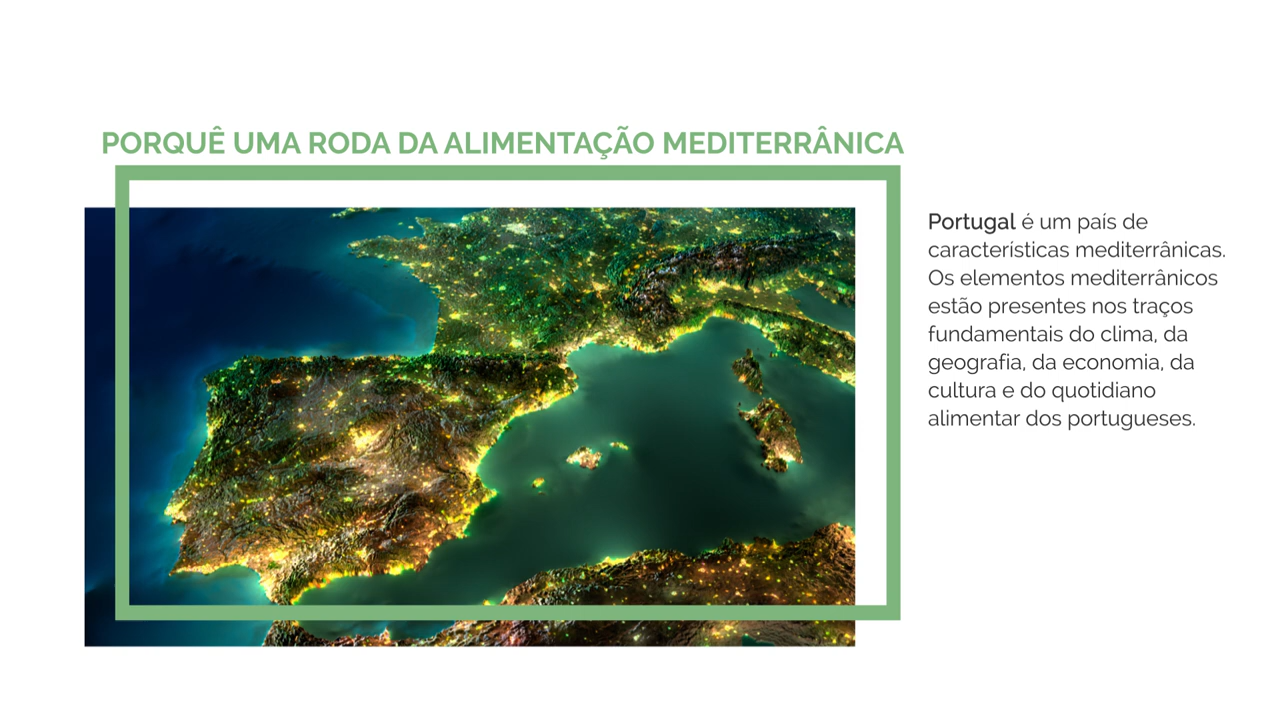 PORQUÊ UMA RODA DA ALIMENTAÇÃO MEDITERRÂNICA
Portugal é um país de
características mediterrânicas.
Os elementos mediterrânicos
estão presentes nos traços
fundamentais do clima, da
geografia, da economia, da
cultura e do quotidiano
alimentar dos portugueses.